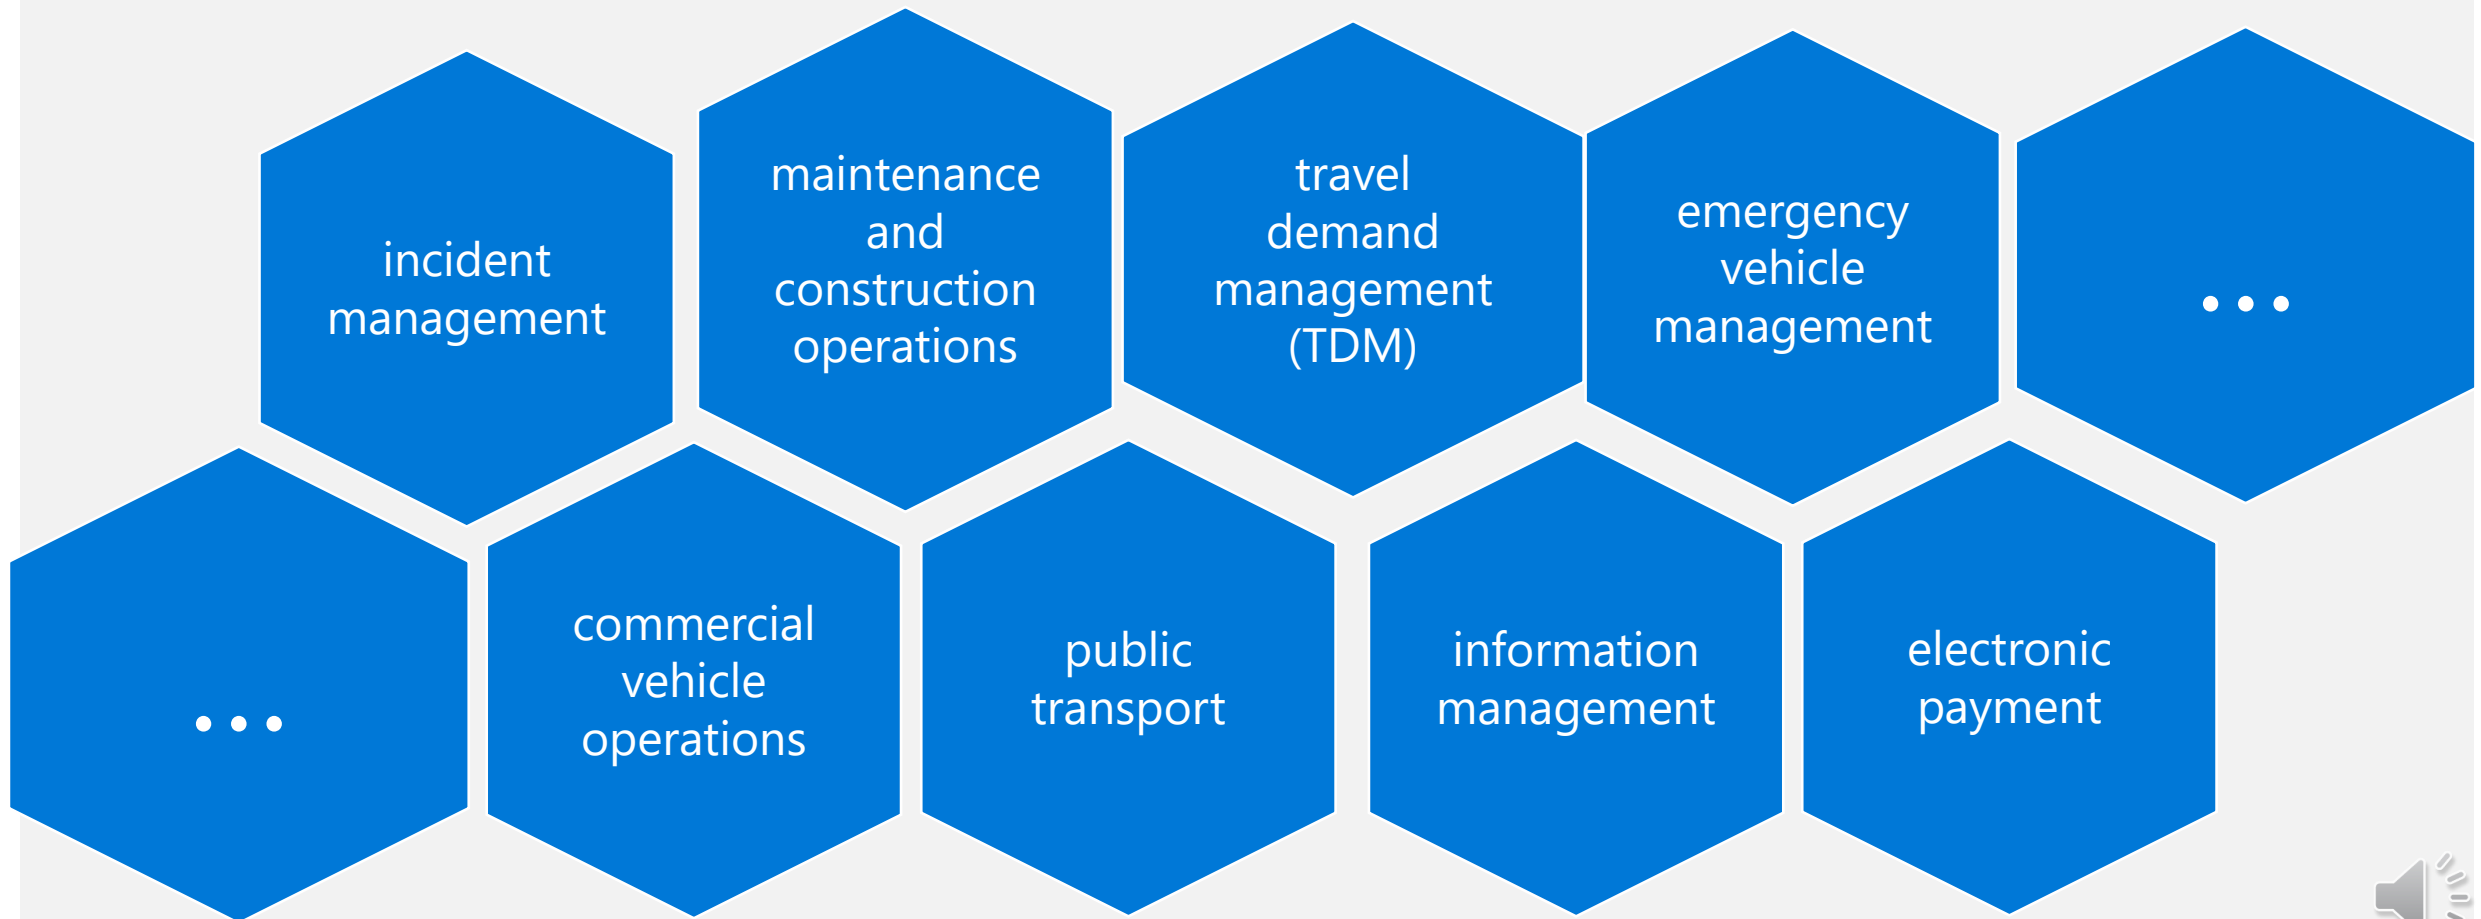 incident
management
maintenance
and
construction
operations
travel
demand
management
(TDM)
emergency
vehicle
management
...
...
commercial
vehicle
operations
public
transport
information
management
electronic
payment